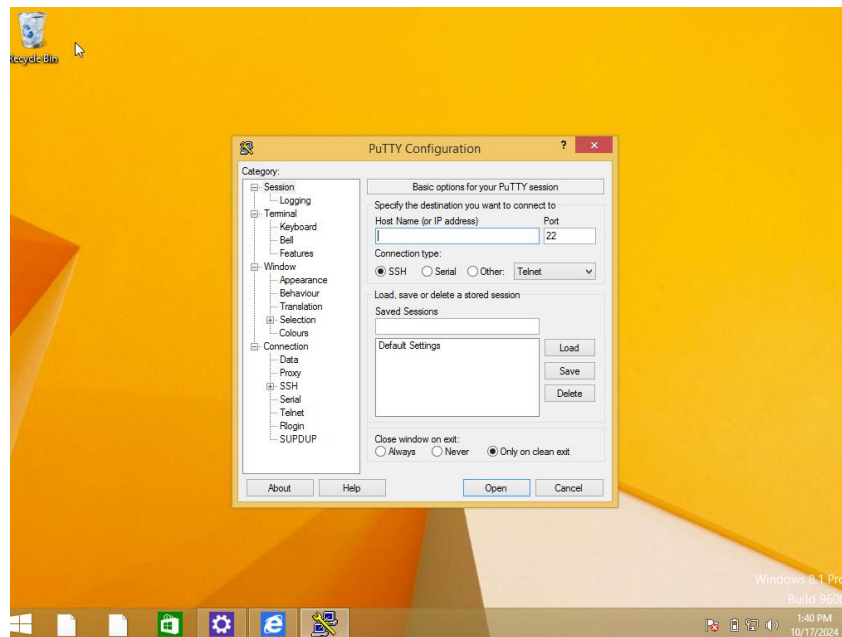 Recycle Bin
PuTTY Configuration
?
Category:
Session
Logging
Terminal
Keyboard
Bell
Features
Window
Appearance
Behaviour
Translation
Selection
Colours
Connection
Data
Proxy
SSH
Serial
Telnet
Rlogin
SUPDUP
Basic options for your PuTTY session
Specify the destination you want to connect to
Host Name (or IP address) Port
22
Connection type:
SSH Serial Other: Telnet
Load, save or delete a stored session
Saved Sessions
Default Settings
Load
Save
Delete
Close window on exit:
Always Never Only on clean exit
About Help Open Cancel
Windows 8.1 Pro
Build 960
1:40 PM
10/17/2024